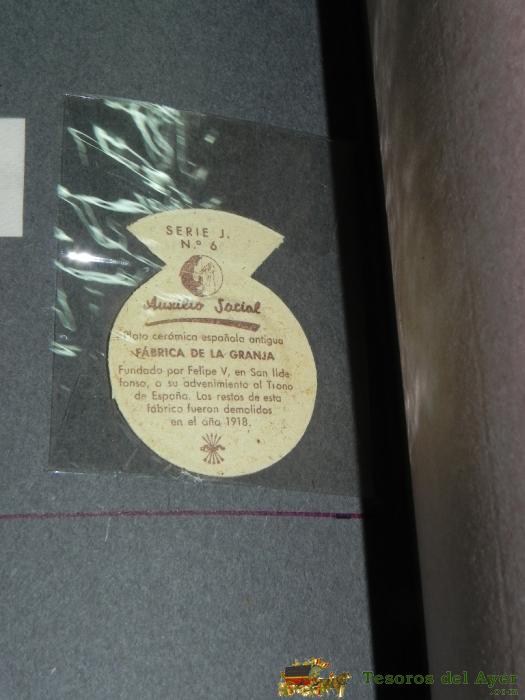 SERIE J.
N.º 6
Auxilio Social
Plato cerámica española antigua
FÁBRICA DE LA GRANJA
Fundada por Felipe V, en San Ilde-
fonso, a su advenimiento al Trono
de España. Los restos de esta
fábrica fueron demolidos
en el año 1918.
Tesoros del Ayer
.com